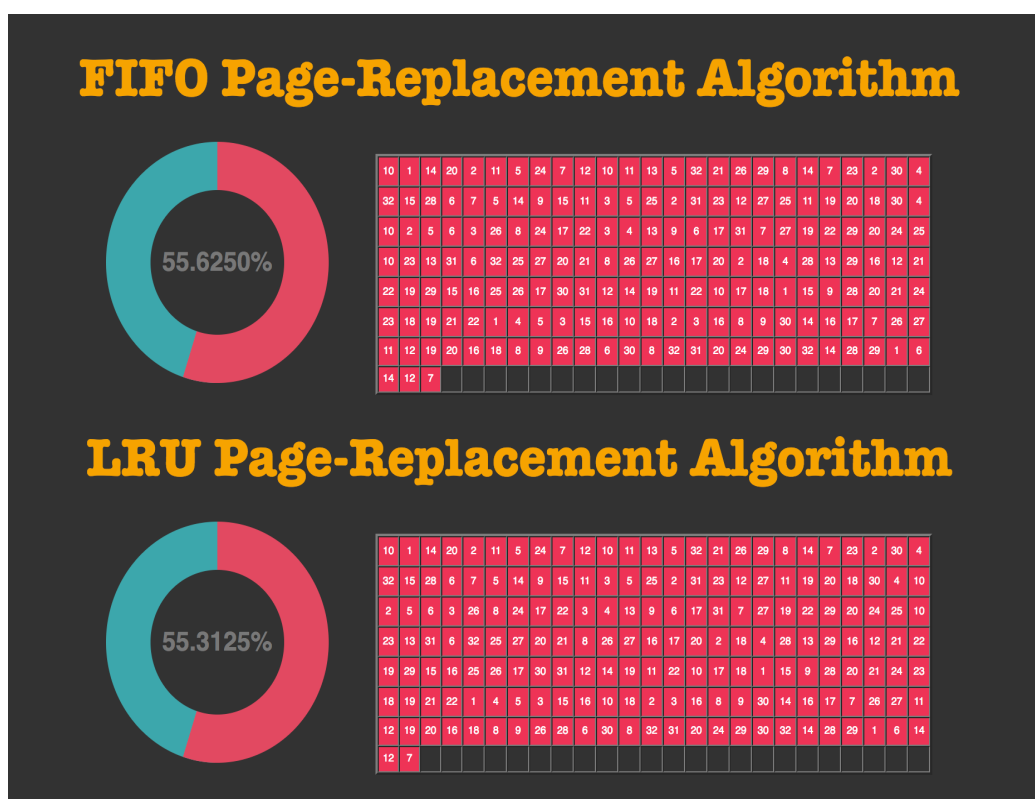 FIFO Page-Replacement Algorithm
55.6250%
10 1 14 20 2 11 5 24 7 12 10 11 13 5 32 21 26 29 8 14 7 23 2 30 4
32 15 28 6 7 5 14 9 15 11 3 5 25 2 31 23 12 27 25 11 19 20 18 30 4
10 2 5 6 3 26 8 24 17 22 3 4 13 9 6 17 31 7 27 19 22 29 20 24 25
10 23 13 31 6 32 25 27 20 21 8 26 27 16 17 20 2 18 4 28 13 29 16 12 21
22 19 29 15 16 25 26 17 30 31 12 14 19 11 22 10 17 18 1 15 9 28 20 21 24
23 18 19 21 22 1 4 5 3 15 16 10 18 2 3 16 8 9 30 14 16 17 7 26 27
11 12 19 20 16 18 8 9 26 28 6 30 8 32 31 20 24 29 30 32 14 28 29 1 6
14 12 7
LRU Page-Replacement Algorithm
55.3125%
10 1 14 20 2 11 5 24 7 12 10 11 13 5 32 21 26 29 8 14 7 23 2 30 4
32 15 28 6 7 5 14 9 15 11 3 5 25 2 31 23 12 27 11 19 20 18 30 4 10
2 5 6 3 26 8 24 17 22 3 4 13 9 6 17 31 7 27 19 22 29 20 24 25 10
23 13 31 6 32 25 27 20 21 8 26 27 16 17 20 2 18 4 28 13 29 16 12 21 22
19 29 15 16 25 26 17 30 31 12 14 19 11 22 10 17 18 1 15 9 28 20 21 24 23
18 19 21 22 1 4 5 3 15 16 10 18 2 3 16 8 9 30 14 16 17 7 26 27 11
12 19 20 16 18 8 9 26 28 6 30 8 32 31 20 24 29 30 32 14 28 29 1 6 14
12 7